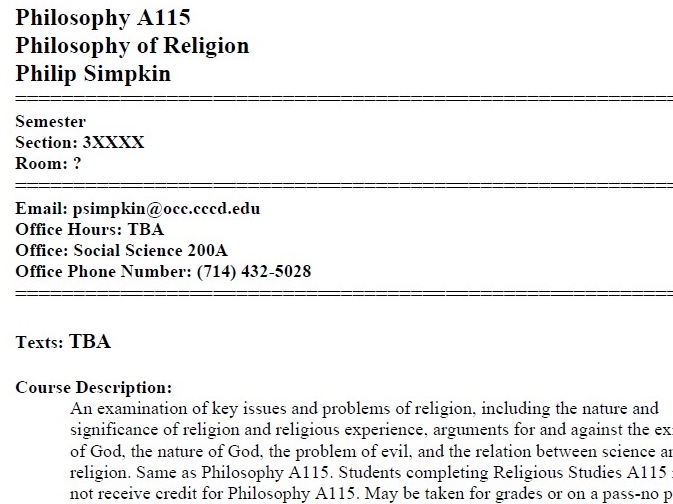 Philosophy A115
Philosophy of Religion
Philip Simpkin
Semester
Section: 3XXXX
Room: ?
Email: psimpkin@occ.cccd.edu
Office Hours: TBA
Office: Social Science 200A
Office Phone Number: (714) 432-5028
Texts: TBA
Course Description:
An examination of key issues and problems of religion, including the nature and
significance of religion and religious experience, arguments for and against the
of God, the nature of God, the problem of evil, and the relation between science
religion. Same as Philosophy A115. Students completing Religious Studies A115
not receive credit for Philosophy A115. May be taken for grades or on a pass-no